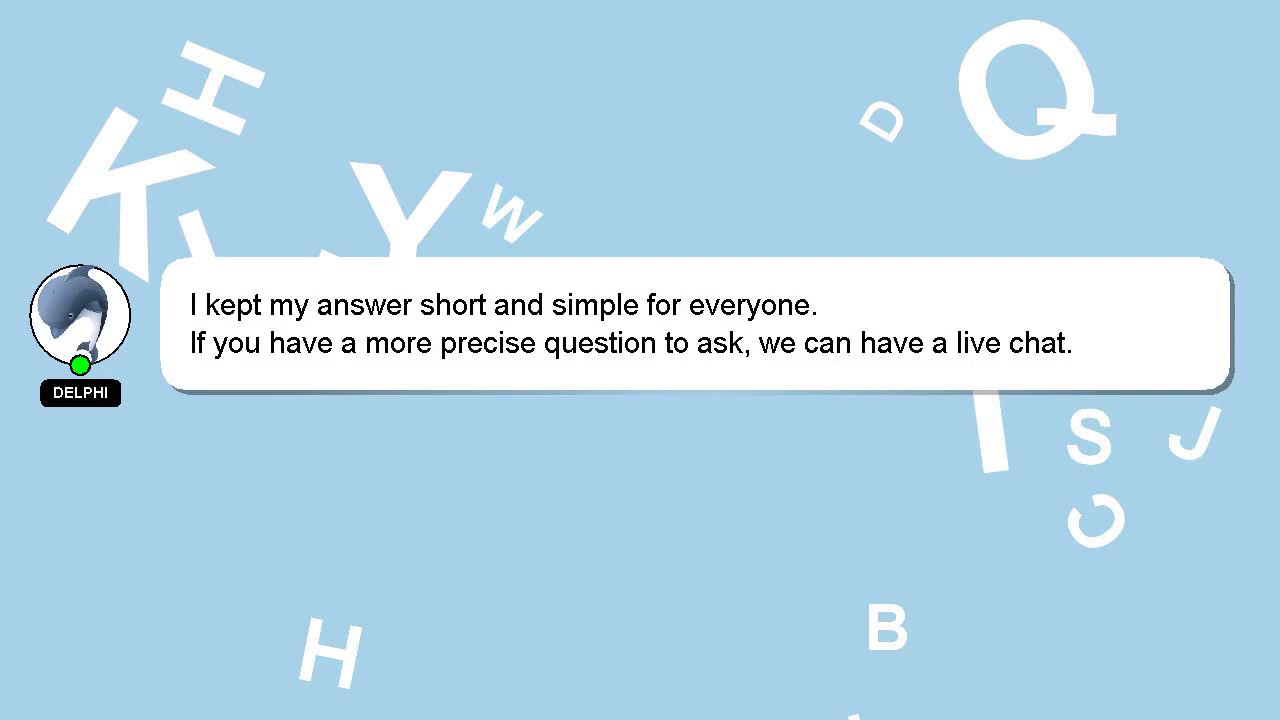 H
K
Y
W
D
Q
I kept my answer short and simple for everyone.
If you have a more precise question to ask, we can have a live chat.
DELPHI
S
J
C
B
H